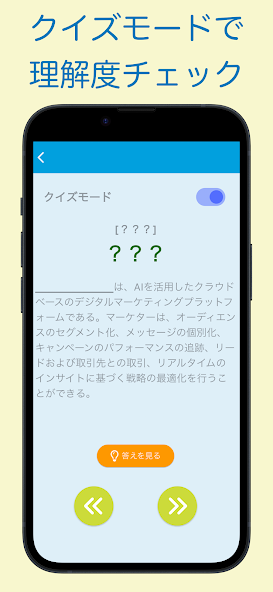 クイズモードで
理解度チェック
クイズモード
[？？？]
？？？
＿＿＿＿＿＿＿は、AIを活用したクラウド
ベースのデジタルマーケティングプラットフ
ォームである。マーケターは、オーディエン
スのセグメント化、メッセージの個別化、
キャンペーンのパフォーマンスの追跡、リー
ドおよび取引先との取引、リアルタイムの
インサイトに基づく戦略の最適化を行うこ
とができる。
答えを見る